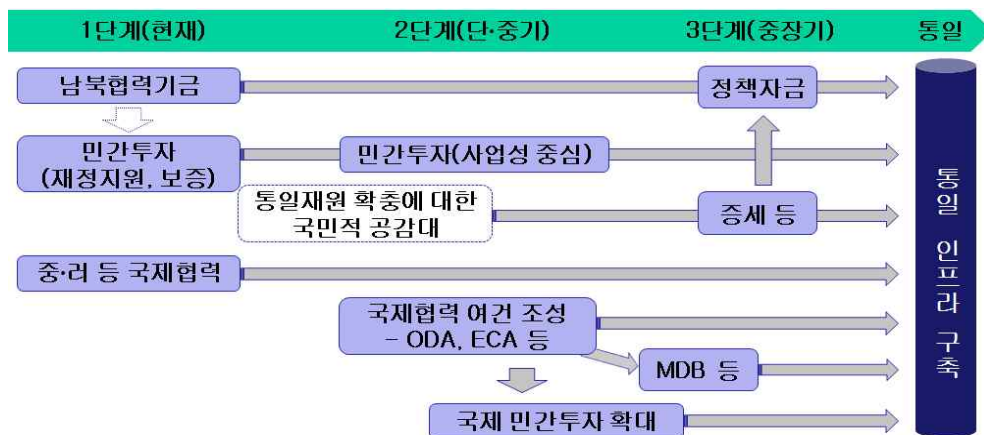 1단계(현재)
2단계(단·중기)
3단계(중장기)
통일
남북협력기금
정책자금
민간투자
(재정지원, 보증)
민간투자(사업성 중심)
통일재원 확충에 대한
국민적 공감대
증세 등
중·러 등 국제협력
국제협력 여건 조성
- ODA, ECA 등
MDB 등
국제 민간투자 확대
통일 인프라 구축